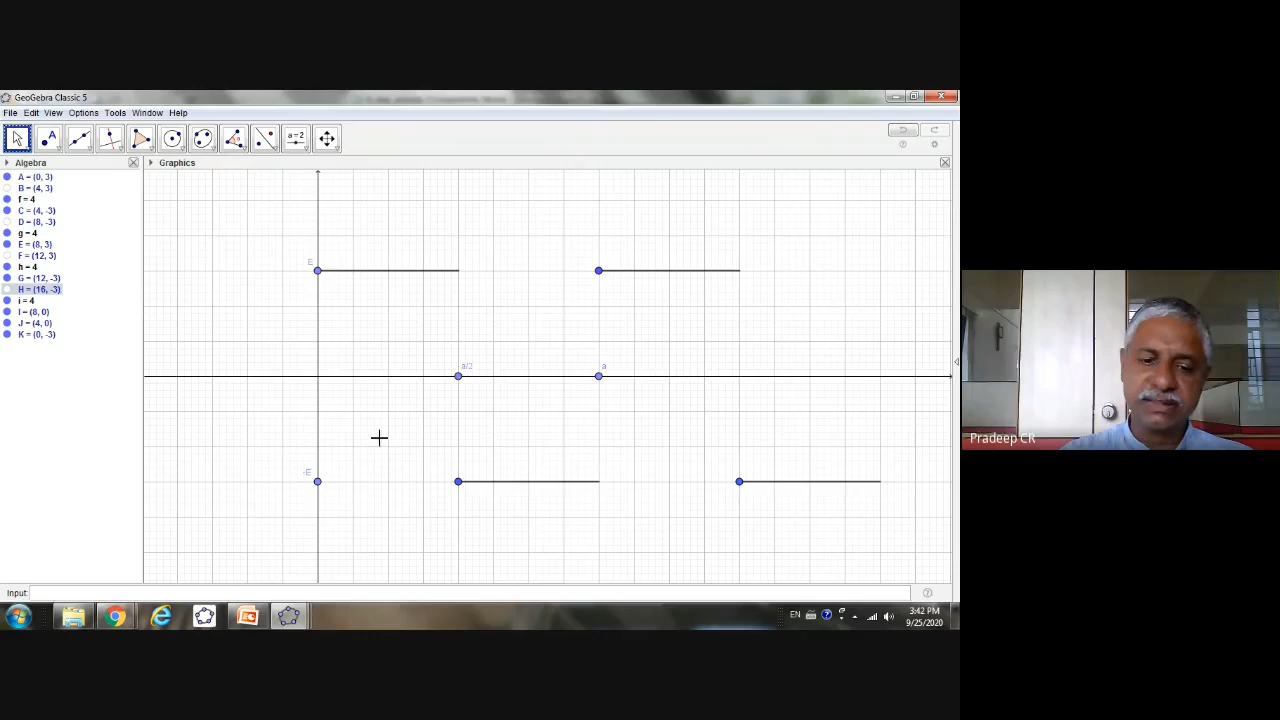 GeoGebra Classic 5
File Edit View Options Tools Window Help
A
a = 2
Algebra
Graphics
A = (0, 3)
B = (4, 3)
f = 4
C = (4, -3)
D = (8, -3)
g = 4
E = (8, 3)
F = (12, 3)
h = 4
G = (12, -3)
H = (16, -3)
i = 4
I = (8, 0)
J = (4, 0)
K = (0, -3)
E
a/2
a
-E
Pradeep CR
Input:
EN
3:42 PM
9/25/2020